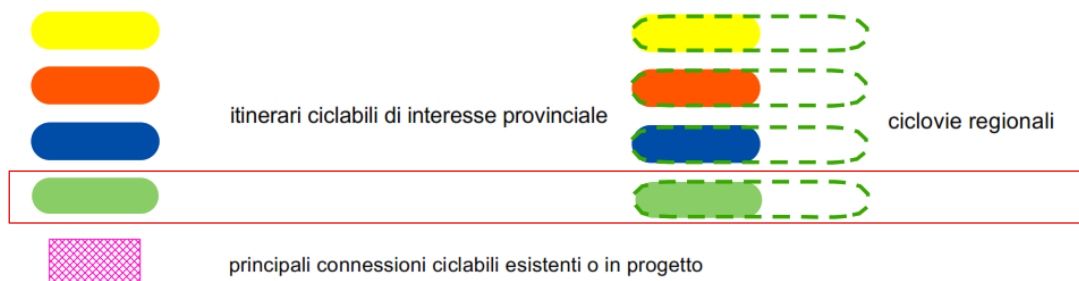 itinerari ciclabili di interesse provinciale
ciclovie regionali
principali connessioni ciclabili esistenti o in progetto